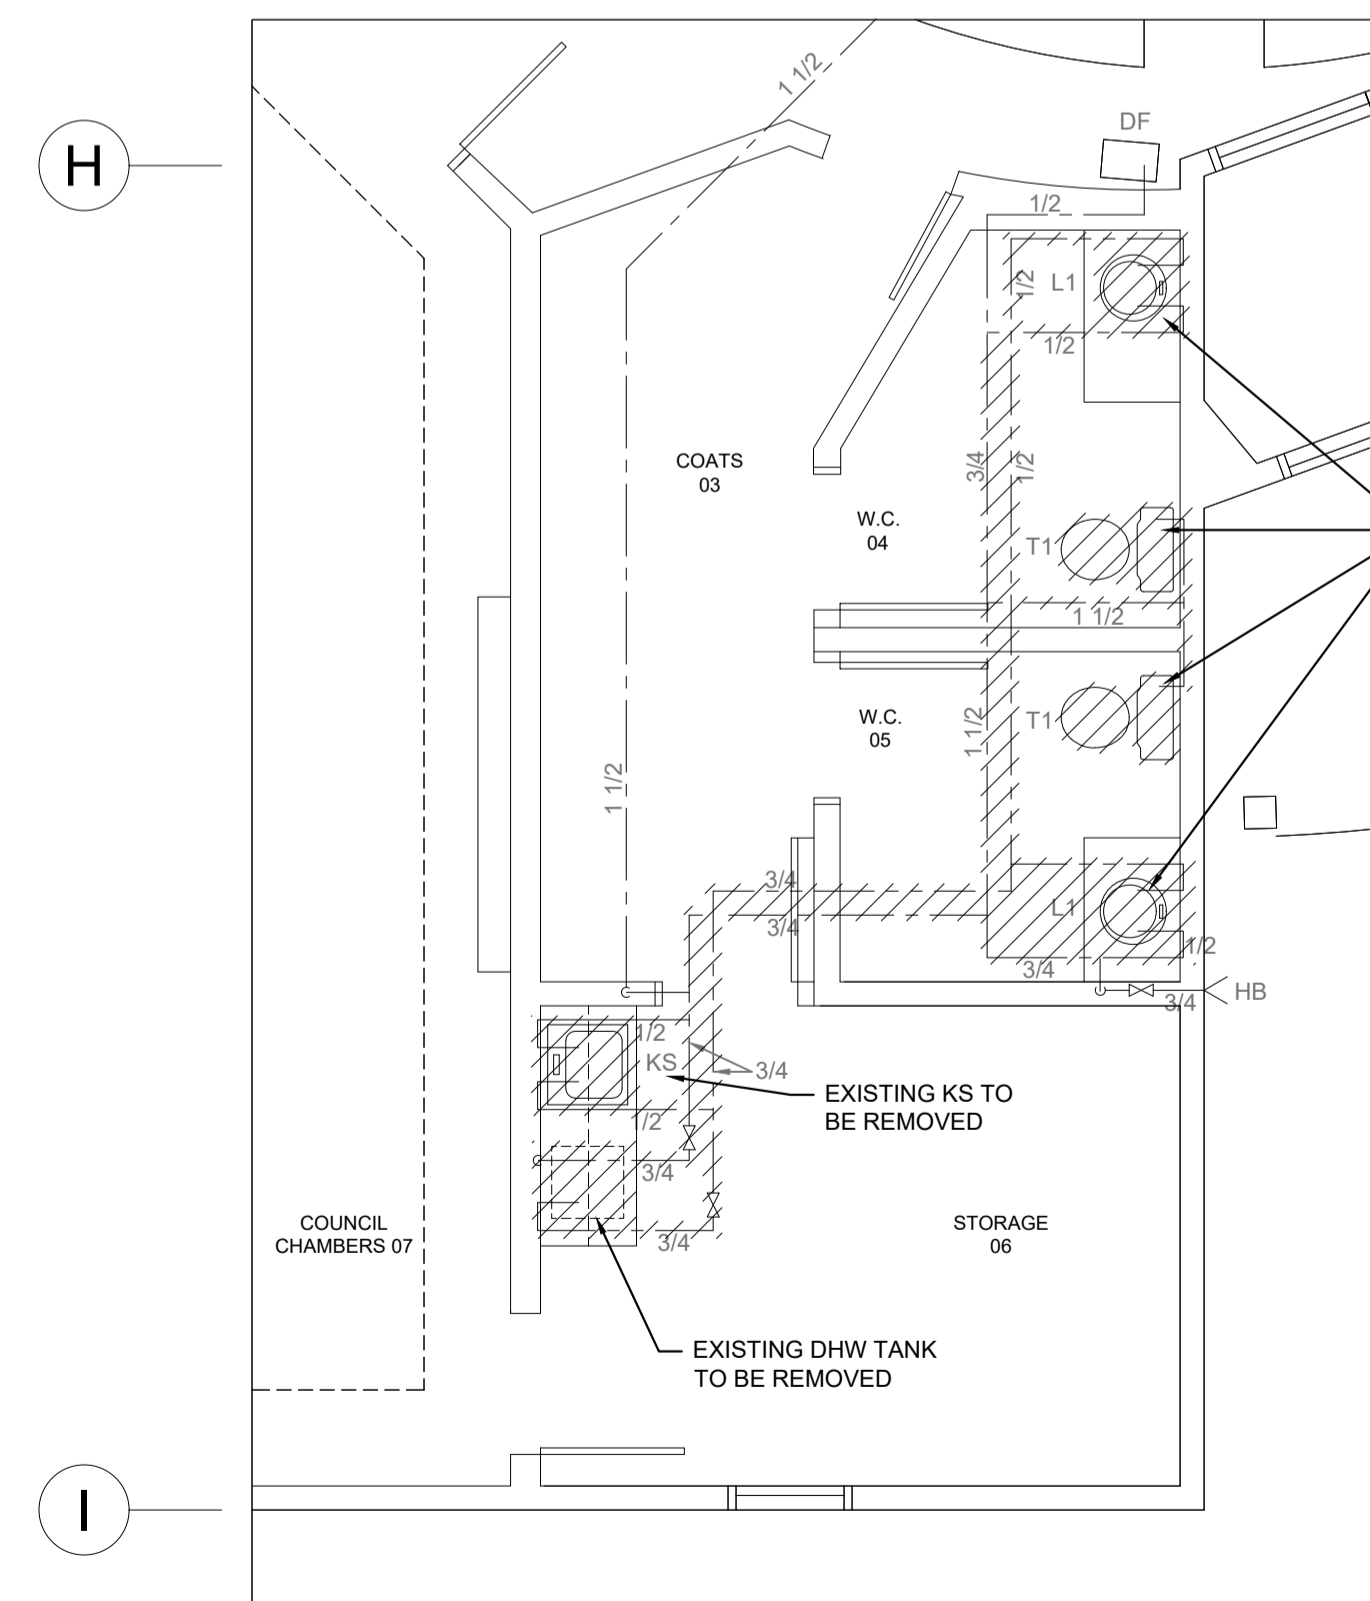 1 1/2
DF
H
1/2
L1
1/2
1/2
COATS
03
3/4
1/2
W.C.
04
T1
1 1/2
W.C.
05
T1
1 1/2
1 1/2
3/4
3/4
L1
1/2
3/4
HB
3/4
1/2
KS
3/4
EXISTING KS TO
BE REMOVED
1/2
3/4
COUNCIL
CHAMBERS 07
STORAGE
06
3/4
EXISTING DHW TANK
TO BE REMOVED
I